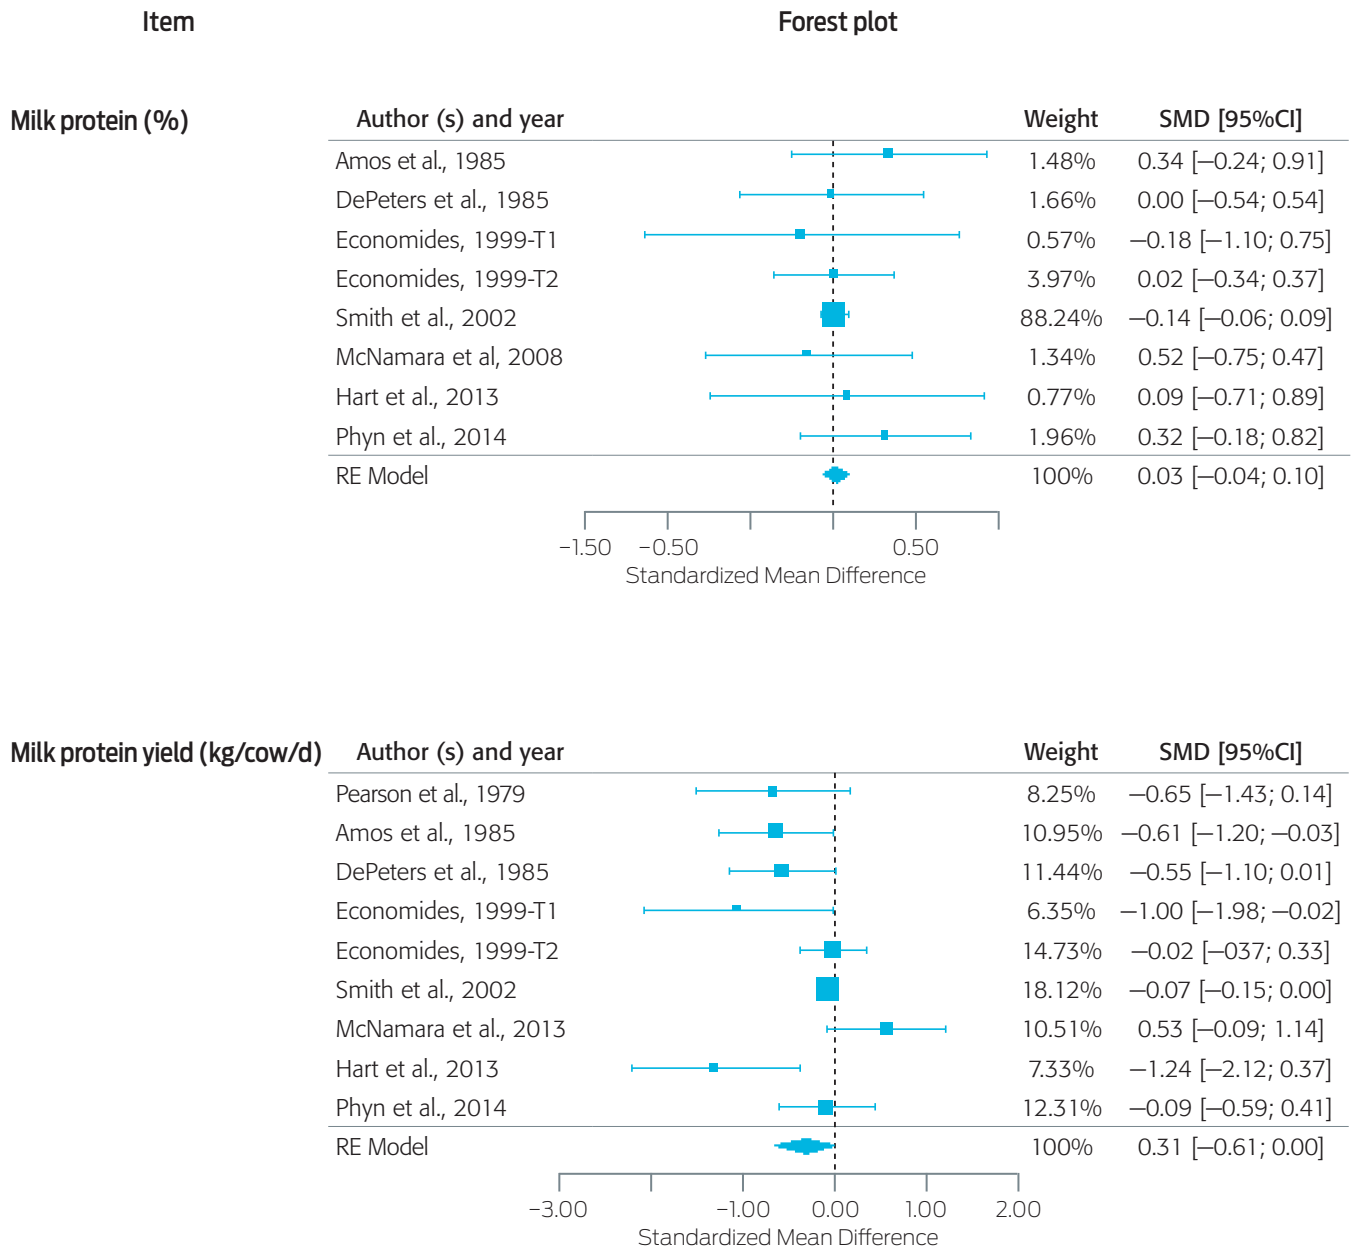 Item Forest plot
Milk protein (%) Author (s) and year Weight SMD [95%CI]
Amos et al., 1985 1.48% 0.34 [−0.24; 0.91]
DePeters et al., 1985 1.66% 0.00 [−0.54; 0.54]
Economides, 1999-T1 0.57% −0.18 [−1.10; 0.75]
Economides, 1999-T2 3.97% 0.02 [−0.34; 0.37]
Smith et al., 2002 88.24% −0.14 [−0.06; 0.09]
McNamara et al, 2008 1.34% 0.52 [−0.75; 0.47]
Hart et al., 2013 0.77% 0.09 [−0.71; 0.89]
Phyn et al., 2014 1.96% 0.32 [−0.18; 0.82]
RE Model 100% 0.03 [−0.04; 0.10]
−1.50 −0.50 0.50
Standardized Mean Difference
Milk protein yield (kg/cow/d) Author (s) and year Weight SMD [95%CI]
Pearson et al., 1979 8.25% −0.65 [−1.43; 0.14]
Amos et al., 1985 10.95% −0.61 [−1.20; −0.03]
DePeters et al., 1985 11.44% −0.55 [−1.10; 0.01]
Economides, 1999-T1 6.35% −1.00 [−1.98; −0.02]
Economides, 1999-T2 14.73% −0.02 [−037; 0.33]
Smith et al., 2002 18.12% −0.07 [−0.15; 0.00]
McNamara et al., 2013 10.51% 0.53 [−0.09; 1.14]
Hart et al., 2013 7.33% −1.24 [−2.12; 0.37]
Phyn et al., 2014 12.31% −0.09 [−0.59; 0.41]
RE Model 100% 0.31 [−0.61; 0.00]
−3.00 −1.00 0.00 1.00 2.00
Standardized Mean Difference